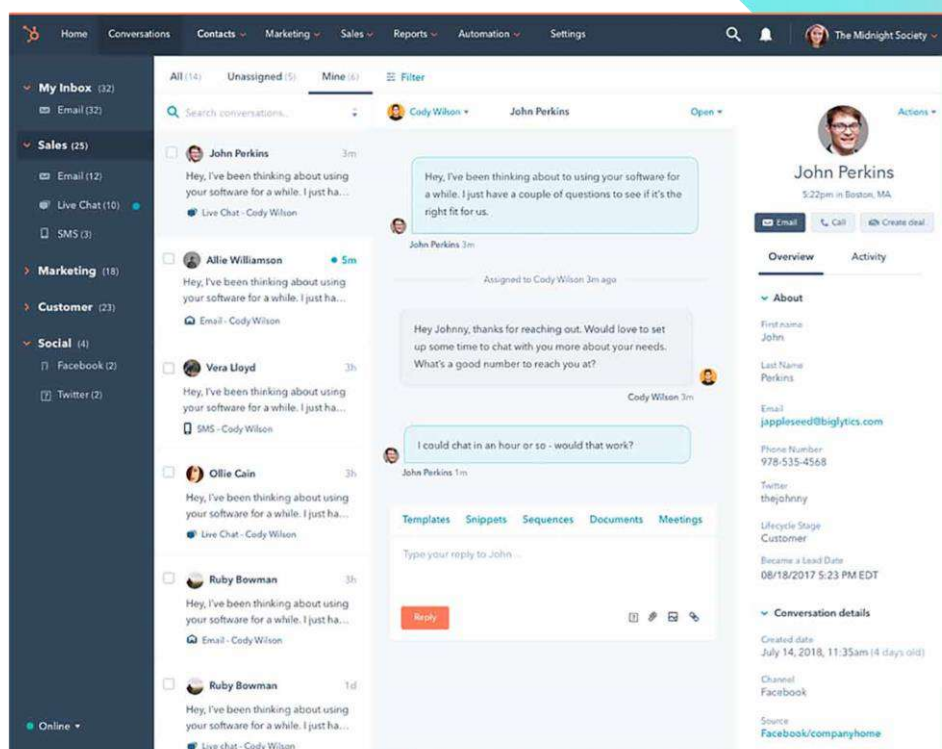 Home Conversations Contacts Marketing Sales Reports Automation Settings The Midnight Society
My Inbox (32)
Email (32)
Sales (25)
Email (12)
Live Chat (10)
SMS (3)
Marketing (18)
Customer (23)
Social (4)
Facebook (2)
Twitter (2)
Online
All (14) Unassigned (5) Mine (6) Filter
Search conversations...
John Perkins 3m
Hey, I've been thinking about using
your software for a while. I just ha...
Live Chat - Cody Wilson
Allie Williamson 5m
Hey, I've been thinking about using
your software for a while. I just ha...
Email - Cody Wilson
Vera Lloyd 3h
Hey, I've been thinking about using
your software for a while. I just ha...
SMS - Cody Wilson
Ollie Cain 3h
Hey, I've been thinking about using
your software for a while. I just ha...
Live Chat - Cody Wilson
Ruby Bowman 3h
Hey, I've been thinking about using
your software for a while. I just ha...
Email - Cody Wilson
Ruby Bowman 1d
Hey, I've been thinking about using
your software for a while. I just ha...
Live chat - Cody Wilson
Cody Wilson John Perkins Open
Hey, I've been thinking about to using your software for
a while. I just have a couple of questions to see if it's the
right fit for us.
John Perkins 3m
Assigned to Cody Wilson 3m ago
Hey Johnny, thanks for reaching out. Would love to set
up some time to chat with you more about your needs.
What's a good number to reach you at?
Cody Wilson 3m
I could chat in an hour or so - would that work?
John Perkins 1m
Templates Snippets Sequences Documents Meetings
Type your reply to John ...
Reply
Actions
John Perkins
5:22pm in Boston, MA
Email Call Create deal
Overview Activity
About
First name
John
Last Name
Perkins
Email
jappleseed@biglytics.com
Phone Number
978-535-4568
Twitter
thejohnny
Lifecycle Stage
Customer
Became a Lead Date
08/18/2017 5:23 PM EDT
Conversation details
Created date
July 14, 2018, 11:35am (4 days old)
Channel
Facebook
Source
Facebook/companyhome